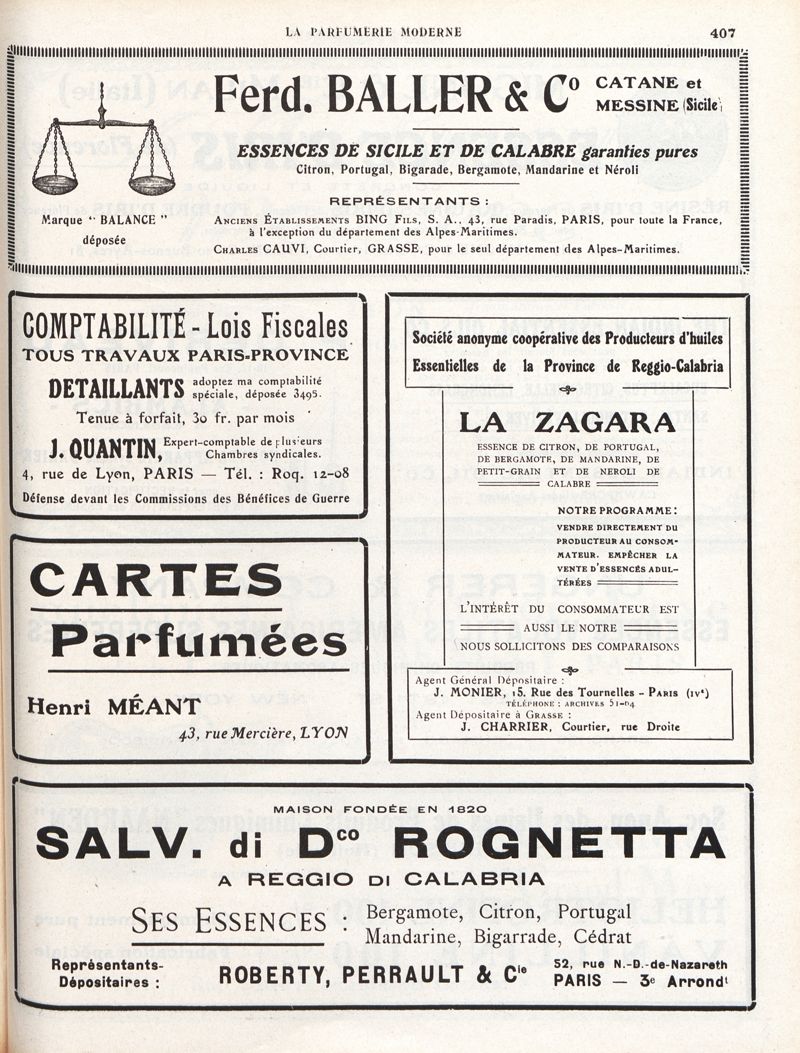 LA PARFUMERIE MODERNE
407
Ferd. BALLER & Co
CATANE et
MESSINE (Sicile)
ESSENCES DE SICILE ET DE CALABRE garanties pures
Citron, Portugal, Bigarade, Bergamote, Mandarine et Néroli
Marque “ BALANCE ”
déposée
REPRÉSENTANTS :
ANCIENS ÉTABLISSEMENTS BING FILS, S. A., 43, rue Paradis, PARIS, pour toute la France,
à l'exception du département des Alpes-Maritimes.
CHARLES CAUVI, Courtier, GRASSE, pour le seul département des Alpes-Maritimes.
COMPTABILITÉ - Lois Fiscales
TOUS TRAVAUX PARIS-PROVINCE
DETAILLANTS adoptez ma comptabilité
spéciale, déposée 3495.
Tenue à forfait, 30 fr. par mois
J. QUANTIN, Expert-comptable de plusieurs
Chambres syndicales.
4, rue de Lyon, PARIS — Tél. : Roq. 12-08
Défense devant les Commissions des Bénéfices de Guerre
CARTES
Parfumées
Henri MÉANT
43, rue Mercière, LYON
Société anonyme coopérative des Producteurs d'huiles
Essentielles de la Province de Reggio-Calabria
LA ZAGARA
ESSENCE DE CITRON, DE PORTUGAL,
DE BERGAMOTE, DE MANDARINE, DE
PETIT-GRAIN ET DE NEROLI DE
CALABRE
NOTRE PROGRAMME :
VENDRE DIRECTEMENT DU
PRODUCTEUR AU CONSOM-
MATEUR. EMPÊCHER LA
VENTE D'ESSENCES ADUL-
TÉRÉES
L'INTÉRÊT DU CONSOMMATEUR EST
AUSSI LE NOTRE
NOUS SOLLICITONS DES COMPARAISONS
Agent Général Dépositaire :
J. MONIER, 15, Rue des Tournelles - PARIS (IVe)
TÉLÉPHONE : ARCHIVES 51-04
Agent Dépositaire à GRASSE :
J. CHARRIER, Courtier, rue Droite
MAISON FONDÉE EN 1820
SALV. di Dco ROGNETTA
A REGGIO DI CALABRIA
SES ESSENCES : Bergamote, Citron, Portugal
Mandarine, Bigarrade, Cédrat
Représentants-
Dépositaires :
ROBERTY, PERRAULT & Cie
52, rue N.-D.-de-Nazareth
PARIS — 3e Arrondt